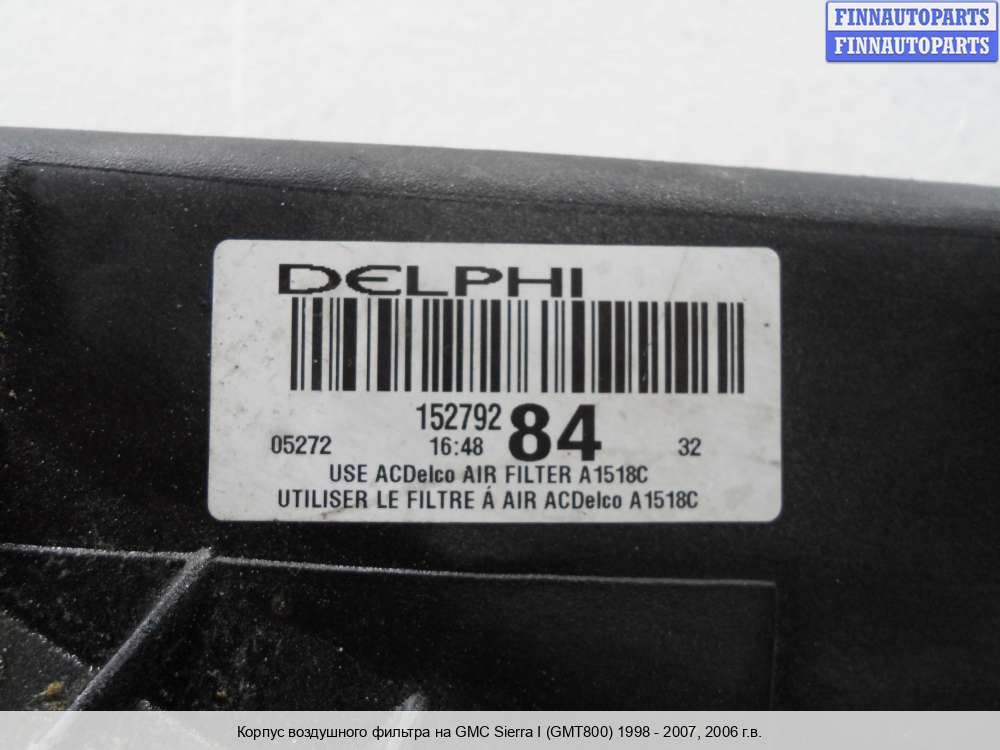 FINNAUTOPARTS
FINNAUTOPARTS
DELPHI
152792 84
05272 16:48 32
USE ACDelco AIR FILTER A1518C
UTILISER LE FILTRE Á AIR ACDelco A1518C
Корпус воздушного фильтра на GMC Sierra I (GMT800) 1998 - 2007, 2006 г.в.